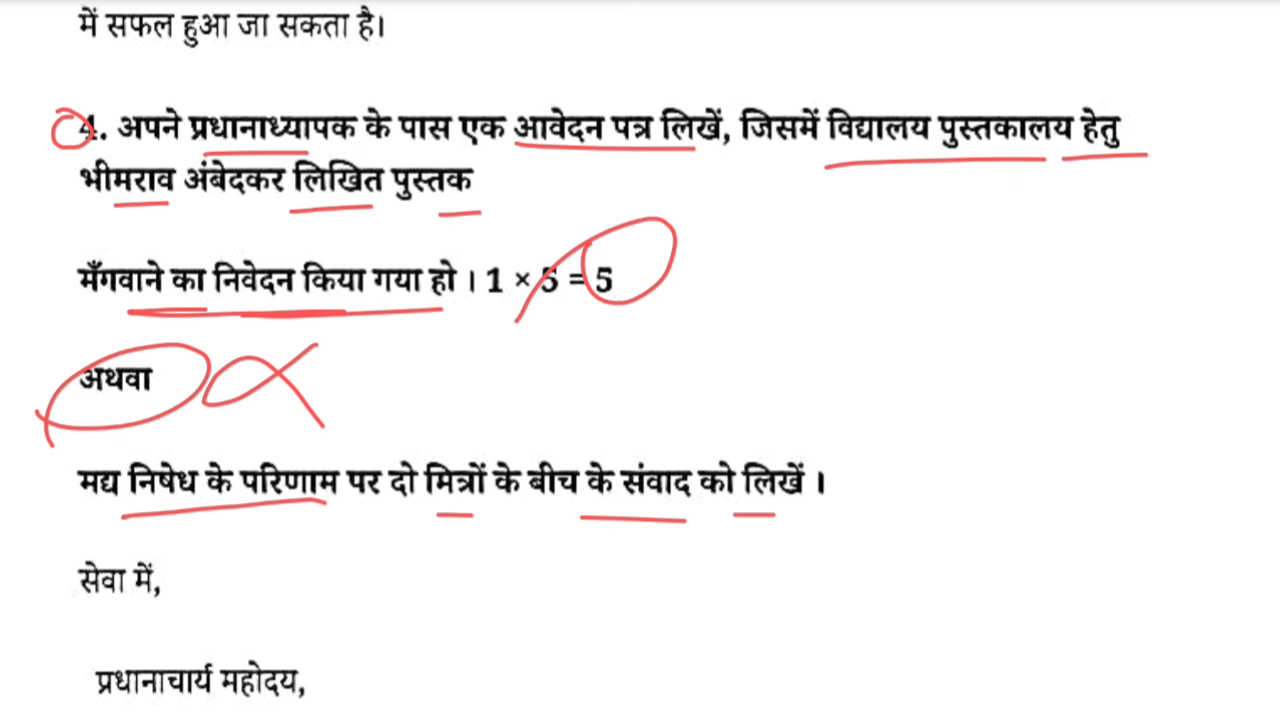 में सफल हुआ जा सकता है।
4. अपने प्रधानाध्यापक के पास एक आवेदन पत्र लिखें, जिसमें विद्यालय पुस्तकालय हेतु
भीमराव अंबेदकर लिखित पुस्तक
मँगवाने का निवेदन किया गया हो । 1 × 5 = 5
अथवा
मद्य निषेध के परिणाम पर दो मित्रों के बीच के संवाद को लिखें ।
सेवा में,
प्रधानाचार्य महोदय,